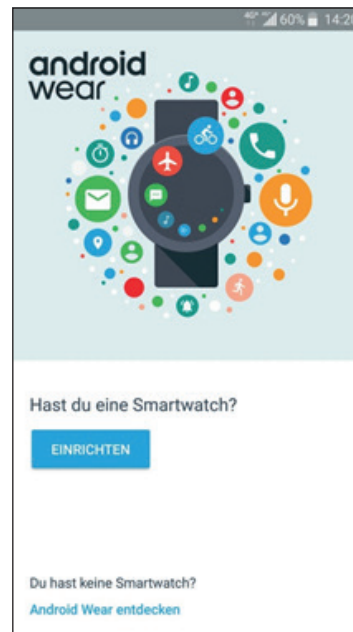 60% 14:20
android
wear
Hast du eine Smartwatch?
EINRICHTEN
Du hast keine Smartwatch?
Android Wear entdecken